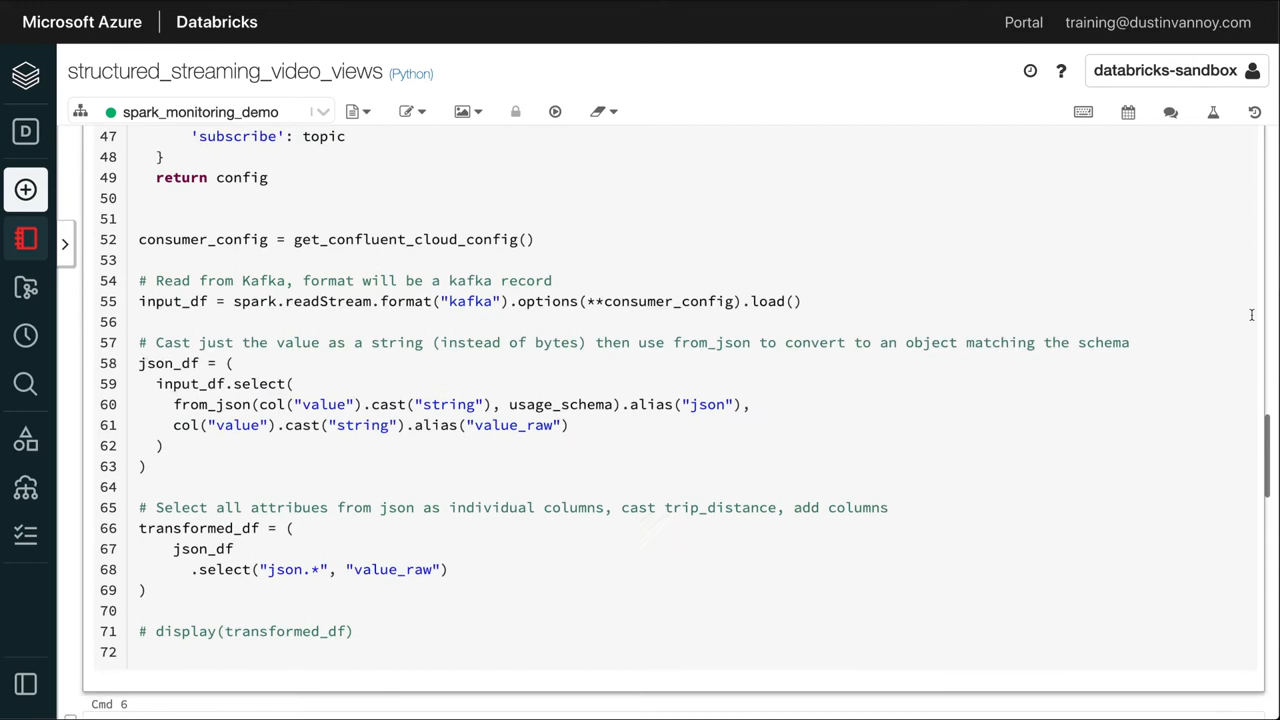 Microsoft Azure | Databricks Portal training@dustinvannoy.com
structured_streaming_video_views (Python) ? databricks-sandbox
D spark_monitoring_demo
47 'subscribe': topic
48 }
49 return config
50
51
52 consumer_config = get_confluent_cloud_config()
53
54 # Read from Kafka, format will be a kafka record
55 input_df = spark.readStream.format("kafka").options(**consumer_config).load()
56
57 # Cast just the value as a string (instead of bytes) then use from_json to convert to an object matching the schema
58 json_df = (
59 input_df.select(
60 from_json(col("value").cast("string"), usage_schema).alias("json"),
61 col("value").cast("string").alias("value_raw")
62 )
63 )
64
65 # Select all attribues from json as individual columns, cast trip_distance, add columns
66 transformed_df = (
67 json_df
68 .select("json.*", "value_raw")
69 )
70
71 # display(transformed_df)
72
Cmd 6